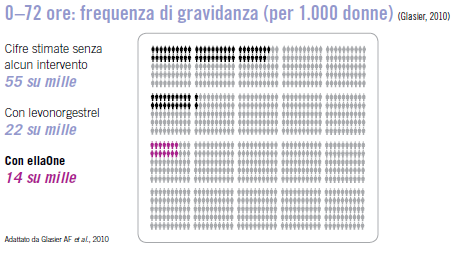 0–72 ore: frequenza di gravidanza (per 1.000 donne) (Glasier, 2010)
Cifre stimate senza
alcun intervento
55 su mille
Con levonorgestrel
22 su mille
Con ellaOne
14 su mille
Adattato da Glasier AF et al., 2010